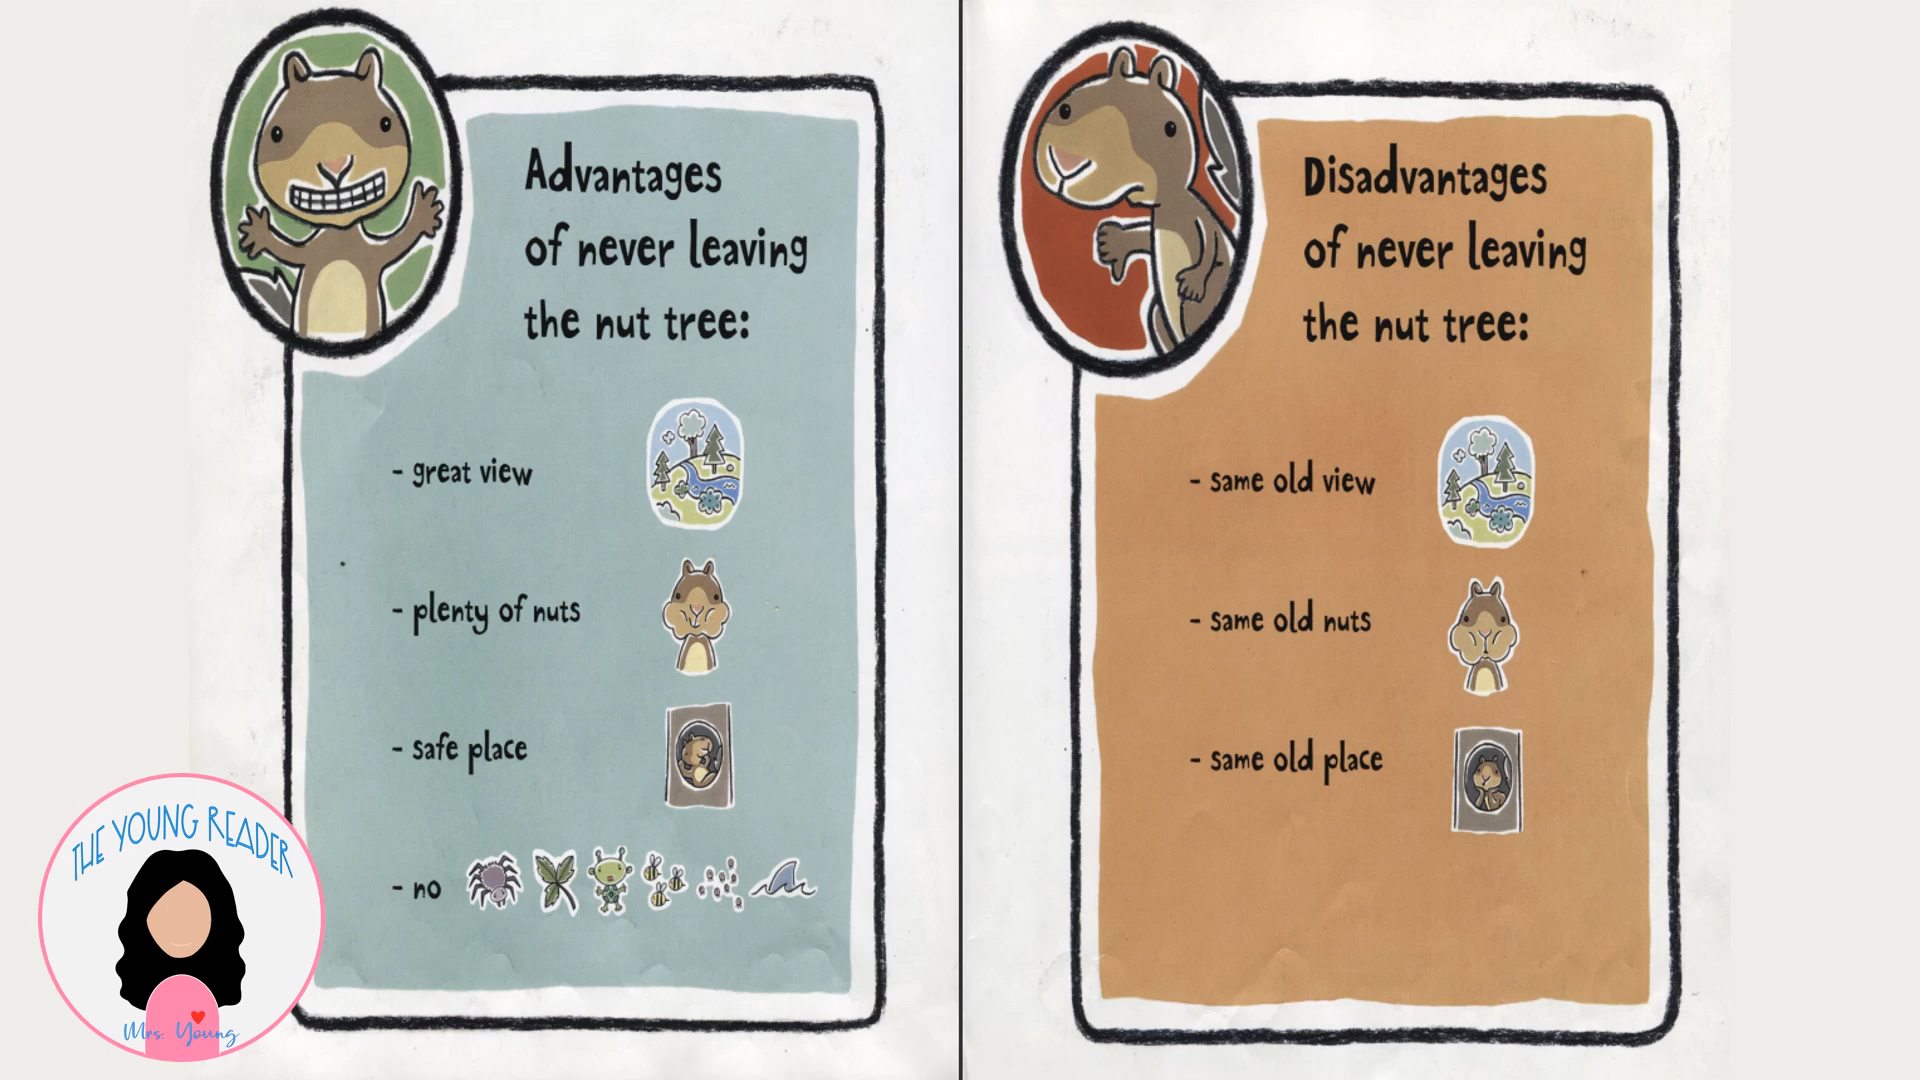 Advantages
of never leaving
the nut tree:
- great view
- plenty of nuts
- safe place
- no
Disadvantages
of never leaving
the nut tree:
- same old view
- same old nuts
- same old place
THE YOUNG READER
Mrs. Young